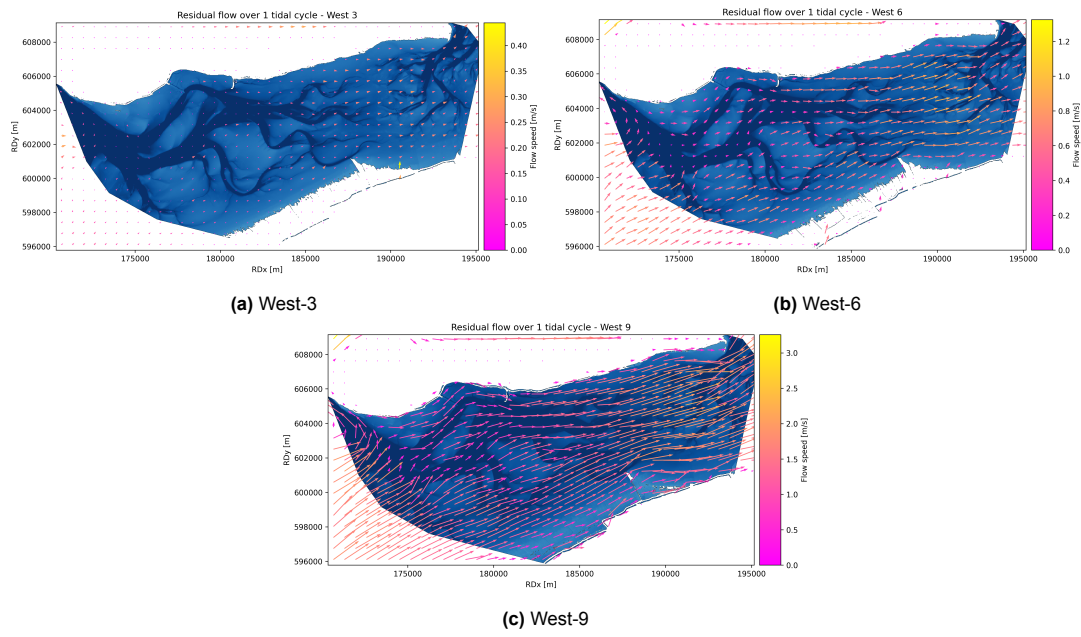 Residual flow over 1 tidal cycle - West 3
608000
606000
604000
602000
600000
598000
596000
RDy [m]
175000 180000 185000 190000 195000
RDx [m]
0.40
0.35
0.30
0.25
0.20
0.15
0.10
0.05
0.00
Flow speed [m/s]
(a) West-3
Residual flow over 1 tidal cycle - West 6
608000
606000
604000
602000
600000
598000
596000
RDy [m]
175000 180000 185000 190000 195000
RDx [m]
1.2
1.0
0.8
0.6
0.4
0.2
0.0
Flow speed [m/s]
(b) West-6
Residual flow over 1 tidal cycle - West 9
608000
606000
604000
602000
600000
598000
596000
RDy [m]
175000 180000 185000 190000 195000
RDx [m]
3.0
2.5
2.0
1.5
1.0
0.5
0.0
Flow speed [m/s]
(c) West-9